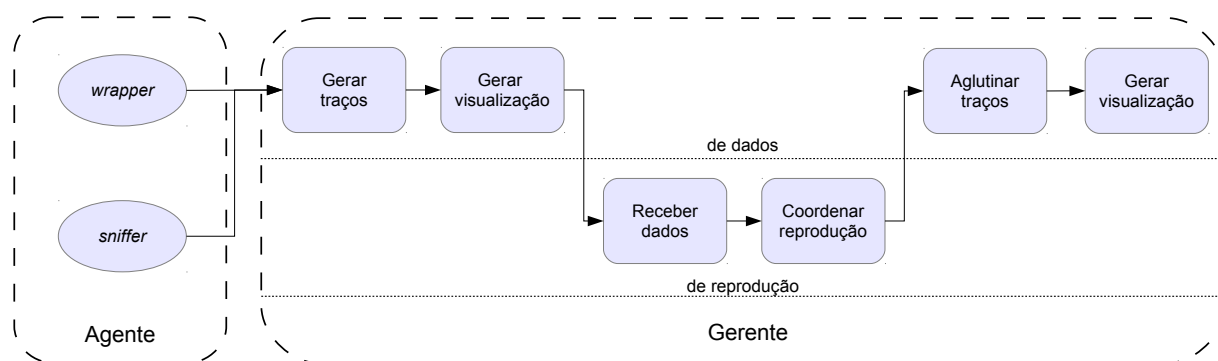 wrapper
sniffer
Agente
Gerar
traços
Gerar
visualização
de dados
Receber
dados
Coordenar
reprodução
de reprodução
Aglutinar
traços
Gerar
visualização
Gerente